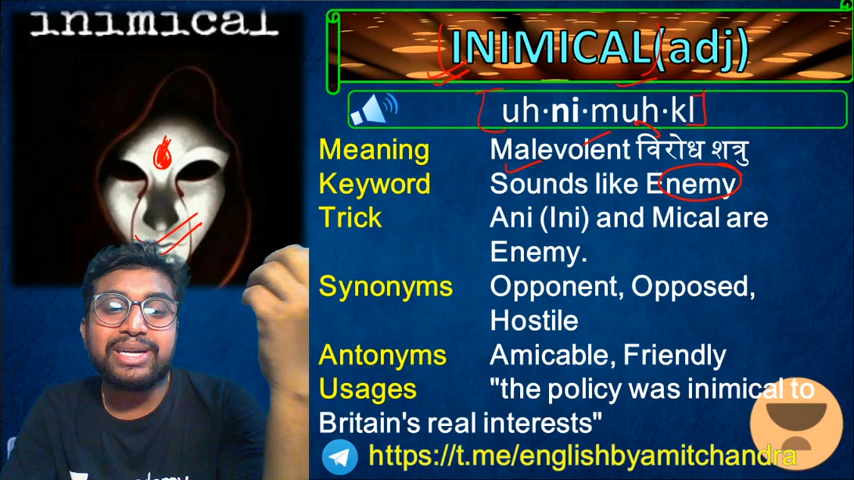 inimical
INIMICAL(adj)
uh·ni·muh·kl
Meaning Malevolent विरोध शत्रु
Keyword Sounds like Enemy
Trick Ani (Ini) and Mical are
Enemy.
Synonyms Opponent, Opposed,
Hostile
Antonyms Amicable, Friendly
Usages "the policy was inimical to
Britain's real interests"
https://t.me/englishbyamitchandra